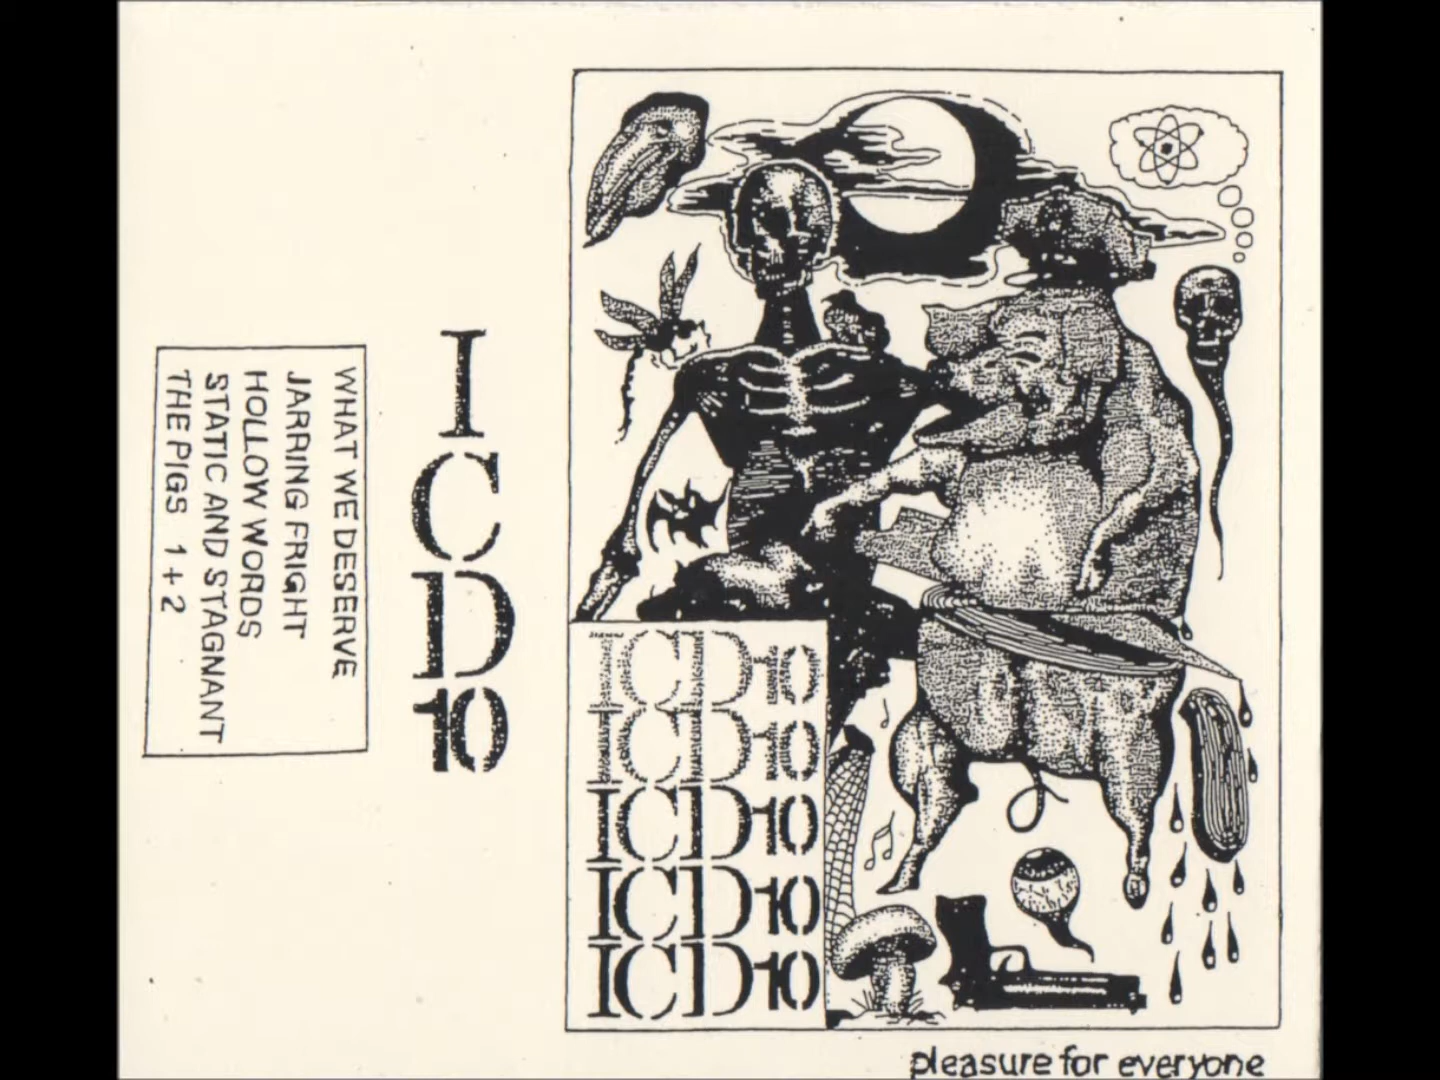 WHAT WE DESERVE
JARRING FRIGHT
HOLLOW WORDS
STATIC AND STAGNANT
THE PIGS 1+2
ICD10
ICD10
ICD10
ICD10
ICD10
ICD10
pleasure for everyone